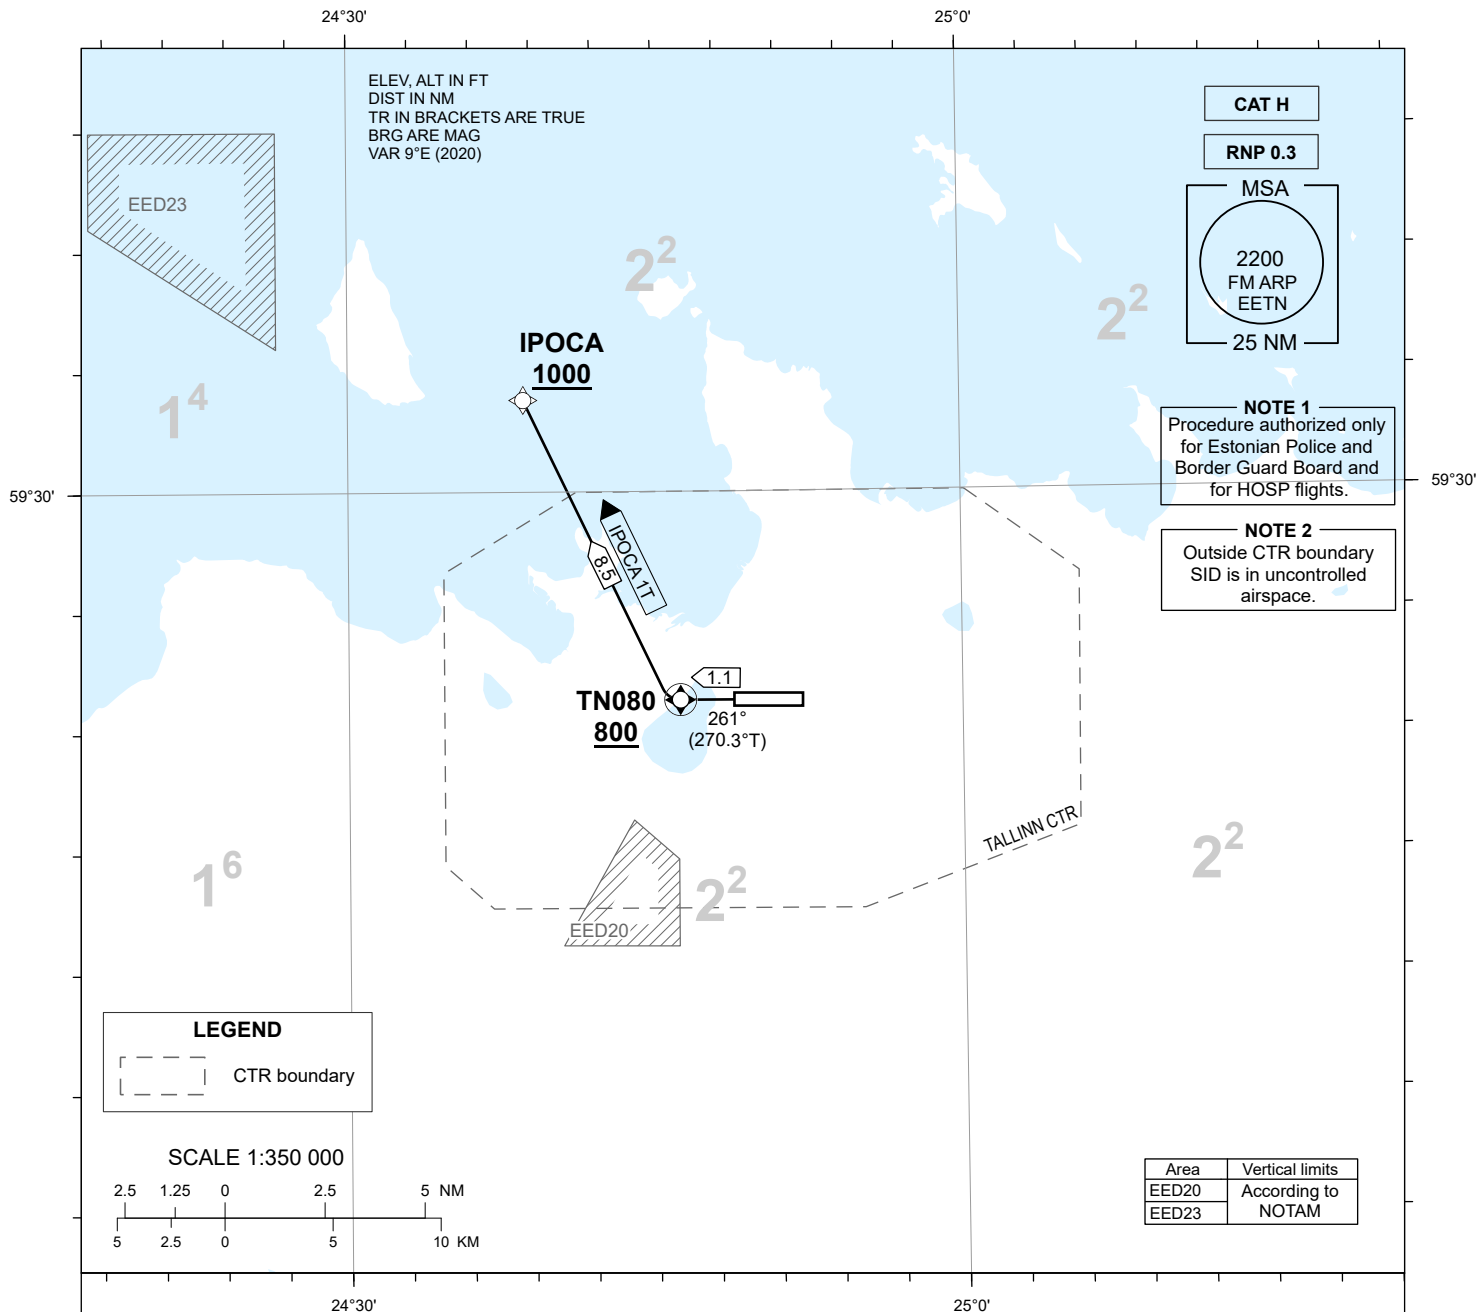 24°30'
25°0'
ELEV, ALT IN FT
DIST IN NM
TR IN BRACKETS ARE TRUE
BRG ARE MAG
VAR 9°E (2020)
CAT H
RNP 0.3
MSA
2200
FM ARP
EETN
25 NM
EED23
2²
2²
IPOCA
1000
1⁴
NOTE 1
Procedure authorized only
for Estonian Police and
Border Guard Board and
for HOSP flights.
59°30'
59°30'
NOTE 2
Outside CTR boundary
SID is in uncontrolled
airspace.
IPOCA 1T
8.5
1.1
TN080
800
261°
(270.3°T)
TALLINN CTR
1⁶
2²
2²
EED20
LEGEND
CTR boundary
SCALE 1:350 000
2.5 1.25 0 2.5 5 NM
5 2.5 0 5 10 KM
Area Vertical limits
EED20 According to
EED23 NOTAM
24°30'
25°0'